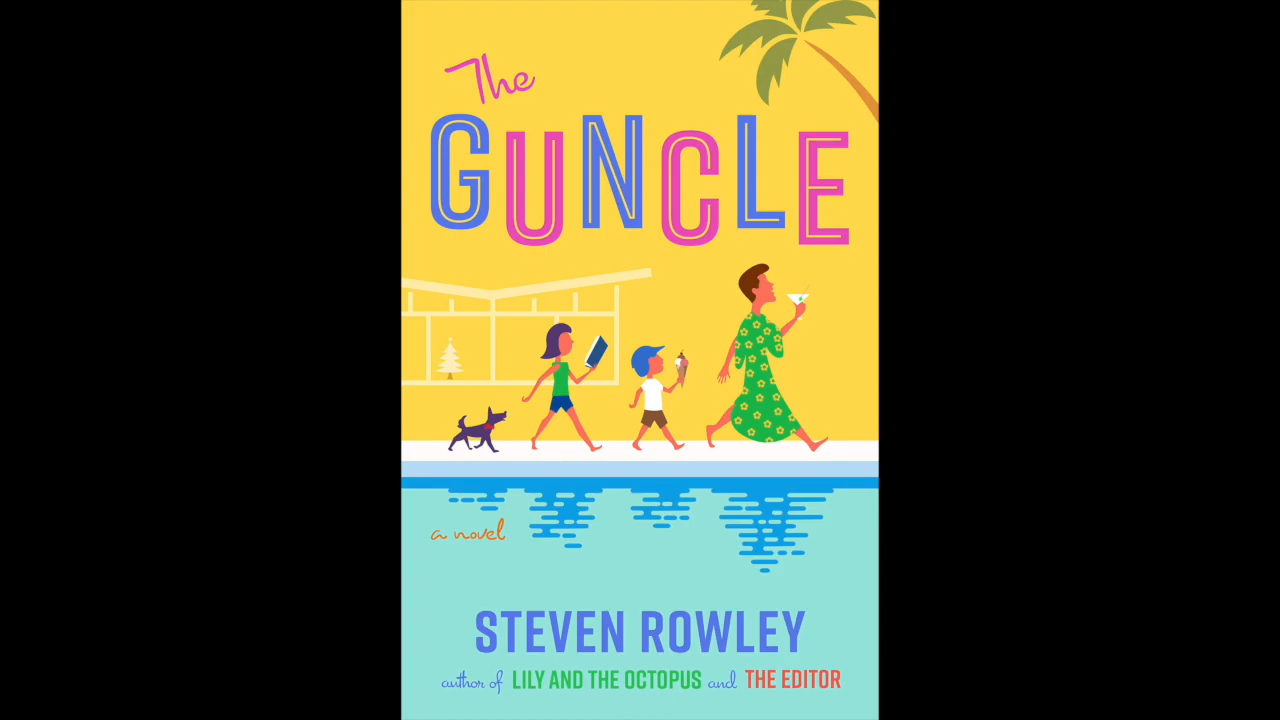 The
GUNCLE
a novel
STEVEN ROWLEY
author of LILY AND THE OCTOPUS and THE EDITOR